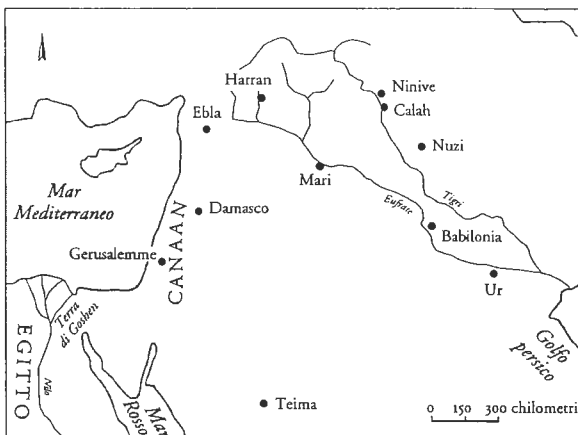 Harran
Ninive
Calah
Ebla
Nuzi
Mari
Mar
Mediterraneo
Tigri
Eufrate
Damasco
CANAAN
Babilonia
Gerusalemme
Ur
Terra
di Goshen
EGITTO
Nilo
Golfo
persico
Mar
Rosso
Teima
0 150 300 chilometri